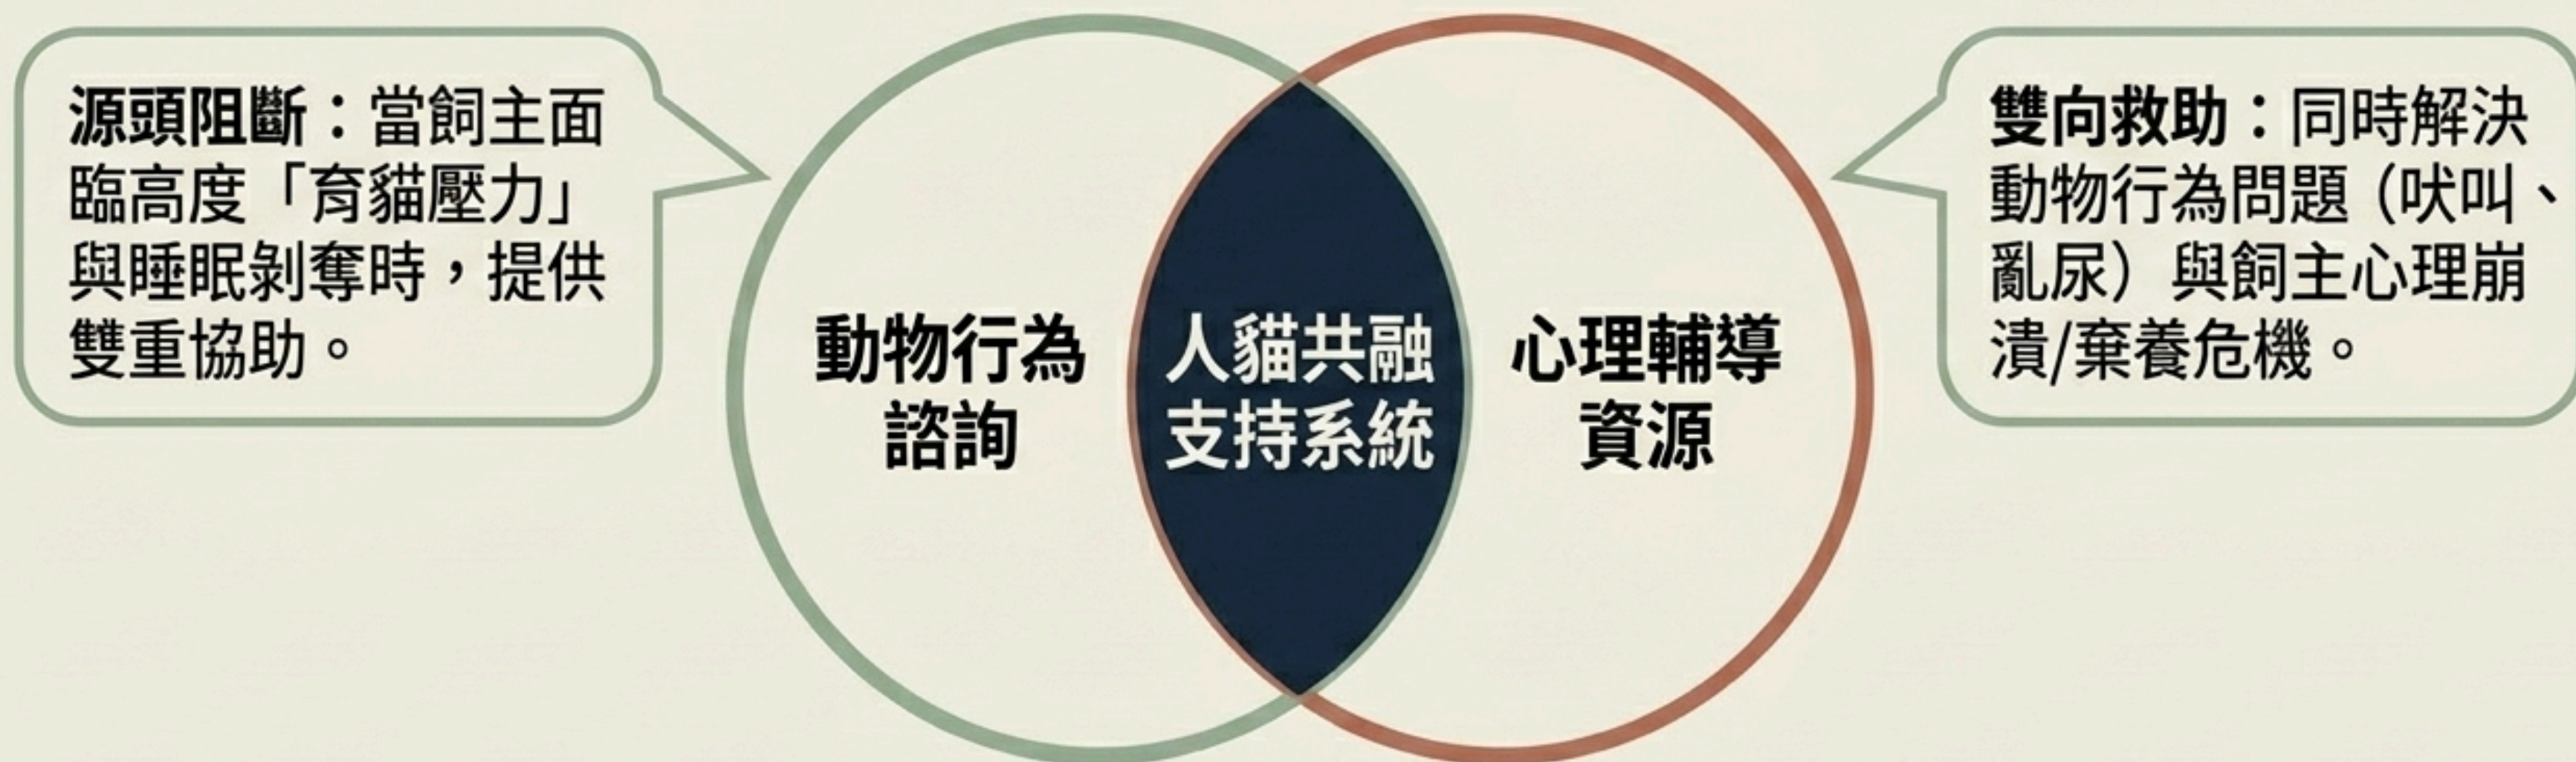 源頭阻斷：當飼主面
臨高度「育貓壓力」
與睡眠剝奪時，提供
雙重協助。
動物行為
諮詢
人貓共融
支持系統
心理輔導
資源
雙向救助：同時解決
動物行為問題（吠叫、
亂尿）與飼主心理崩
潰/棄養危機。